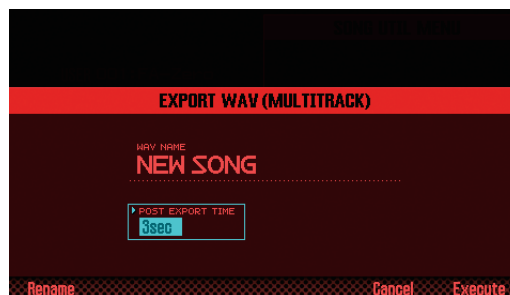 EXPORT WAV (MULTITRACK)
WAV NAME
NEW SONG
POST EXPORT TIME
3sec
Rename Cancel Execute